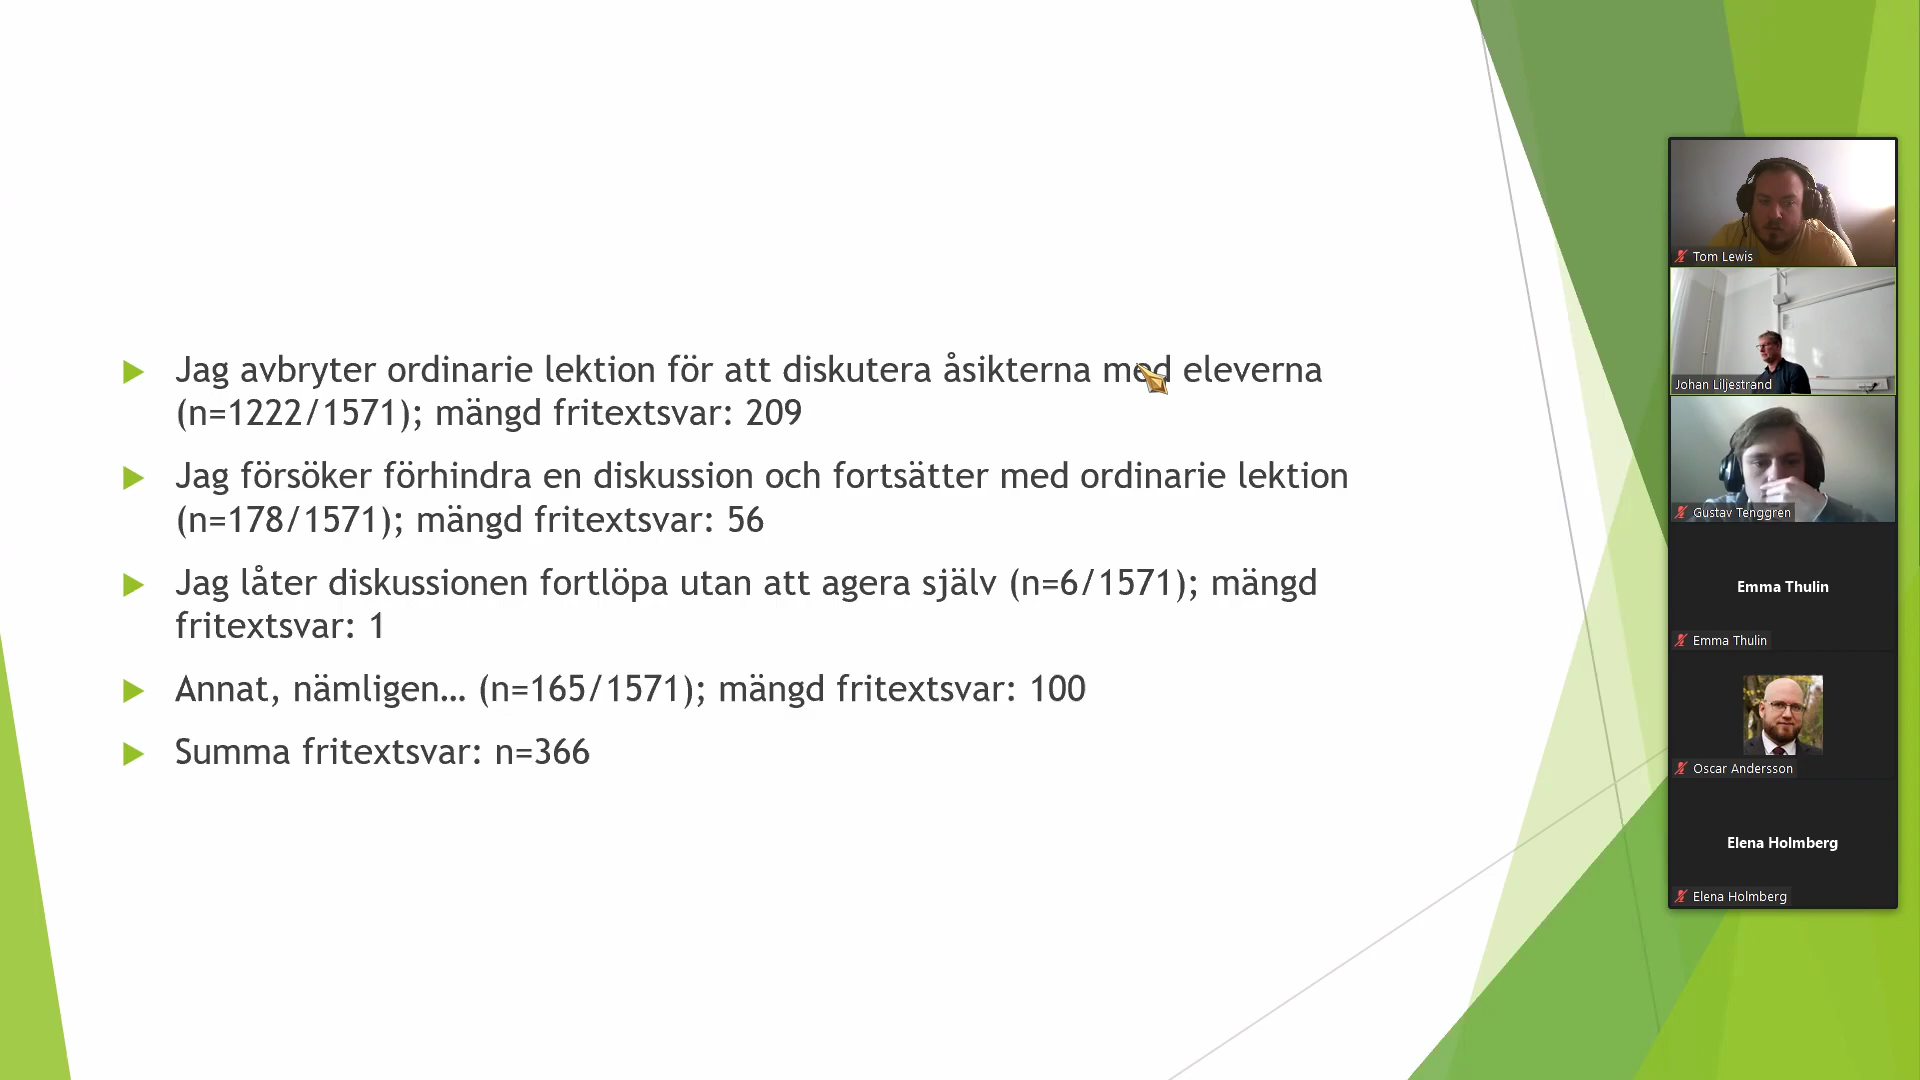 Jag avbryter ordinarie lektion för att diskutera åsikterna med eleverna
(n=1222/1571); mängd fritextsvar: 209
Jag försöker förhindra en diskussion och fortsätter med ordinarie lektion
(n=178/1571); mängd fritextsvar: 56
Jag låter diskussionen fortlöpa utan att agera själv (n=6/1571); mängd
fritextsvar: 1
Annat, nämligen… (n=165/1571); mängd fritextsvar: 100
Summa fritextsvar: n=366
Tom Lewis
Johan Liljestrand
Gustav Tenggren
Emma Thulin
Emma Thulin
Oscar Andersson
Elena Holmberg
Elena Holmberg